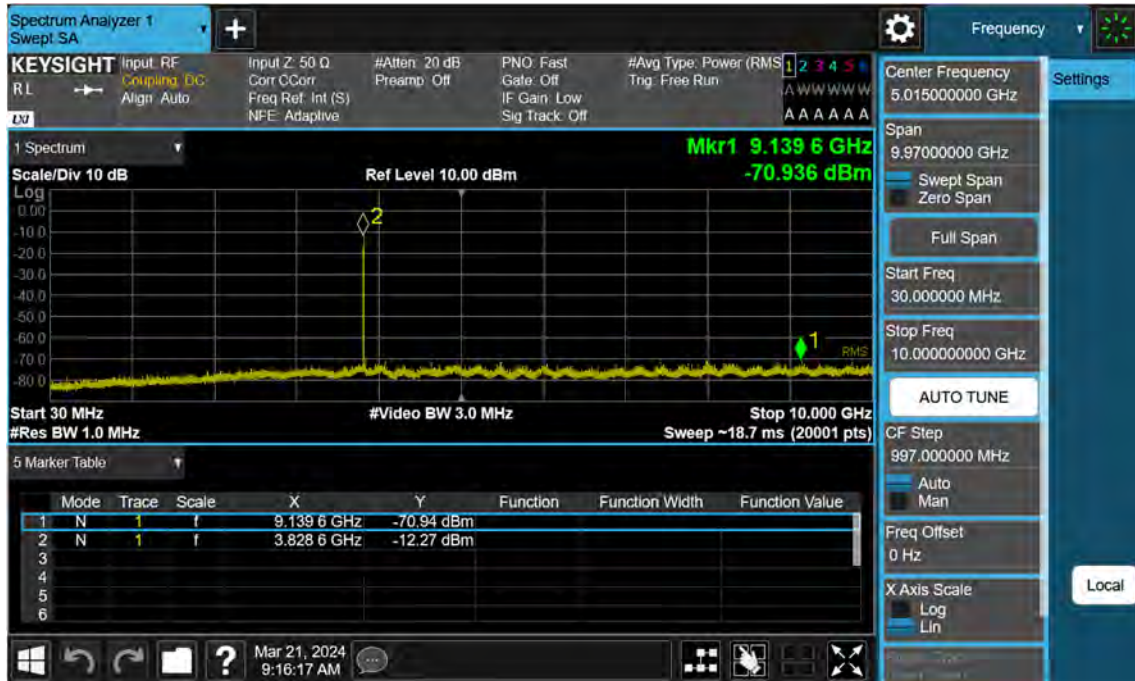 Spectrum Analyzer 1
Swept SA
Frequency
KEYSIGHT
RL
LXI
Input: RF
Coupling: DC
Align: Auto
Input Z: 50 Ω
Corr CCorr
Freq Ref: Int (S)
NFE: Adaptive
#Atten: 20 dB
Preamp: Off
PNO: Fast
Gate: Off
IF Gain: Low
Sig Track: Off
#Avg Type: Power (RMS
Trig: Free Run
1 2 3 4 5 6
A W W W W W
A A A A A A
1 Spectrum
Scale/Div 10 dB
Ref Level 10.00 dBm
Mkr1 9.139 6 GHz
-70.936 dBm
Log
0.00
-10.0
-20.0
-30.0
-40.0
-50.0
-60.0
-70.0
-80.0
2
1
RMS
Start 30 MHz
#Video BW 3.0 MHz
Stop 10.000 GHz
#Res BW 1.0 MHz
Sweep ~18.7 ms (20001 pts)
5 Marker Table
Mode Trace Scale X Y Function Function Width Function Value
1 N 1 f 9.139 6 GHz -70.94 dBm
2 N 1 f 3.828 6 GHz -12.27 dBm
3
4
5
6
Mar 21, 2024
9:16:17 AM
Center Frequency
5.015000000 GHz
Span
9.97000000 GHz
Swept Span
Zero Span
Full Span
Start Freq
30.000000 MHz
Stop Freq
10.000000000 GHz
AUTO TUNE
CF Step
997.000000 MHz
Auto
Man
Freq Offset
0 Hz
X Axis Scale
Log
Lin
Settings
Local